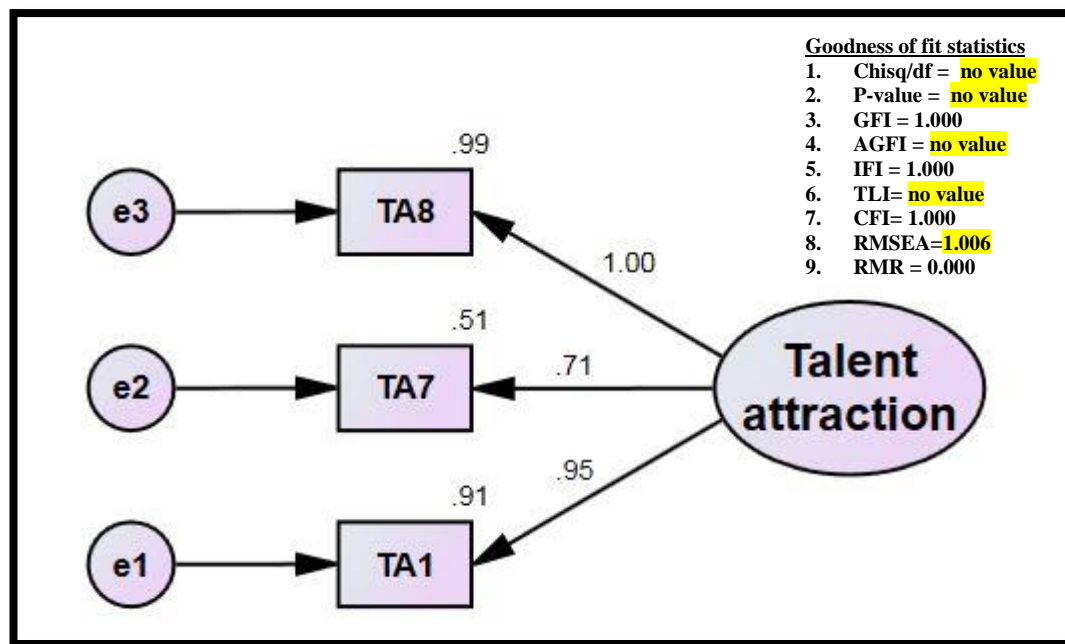 Goodness of fit statistics
1. Chisq/df = no value
2. P-value = no value
3. GFI = 1.000
4. AGFI = no value
5. IFI = 1.000
6. TLI= no value
7. CFI= 1.000
8. RMSEA=1.006
9. RMR = 0.000
.99
e3
TA8
1.00
.51
e2
TA7
.71
Talent
attraction
.95
.91
e1
TA1